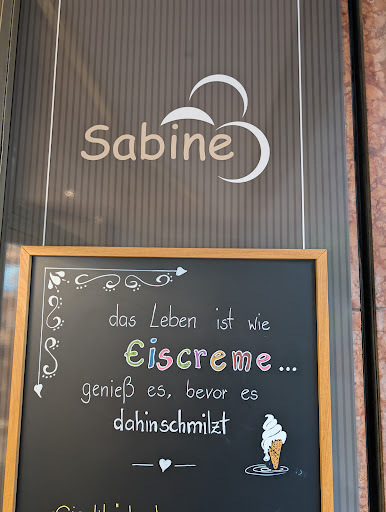 Sabine
das Leben ist wie
Eiscreme...
genieß es, bevor es
dahinschmilzt